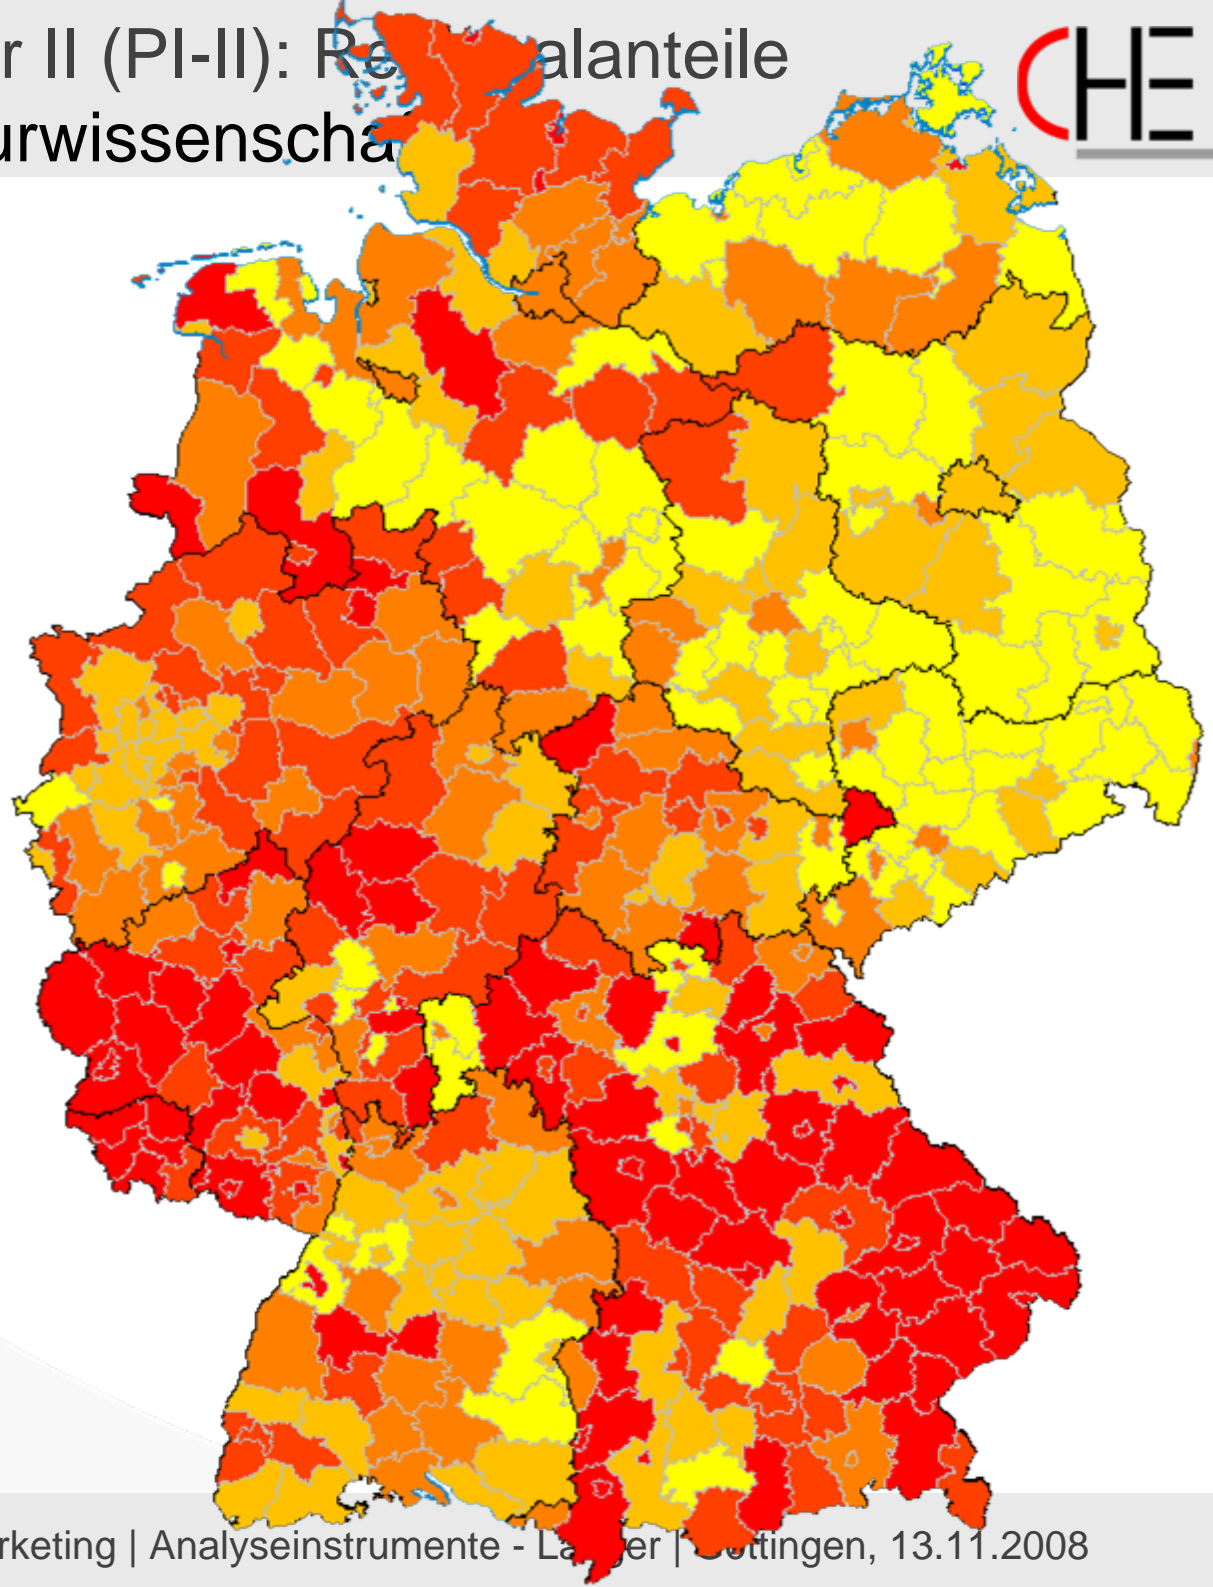 r II (PI-II): Re alanteile
CHE
urwissenscha
rketing | Analyseinstrumente - La er | ttingen, 13.11.2008